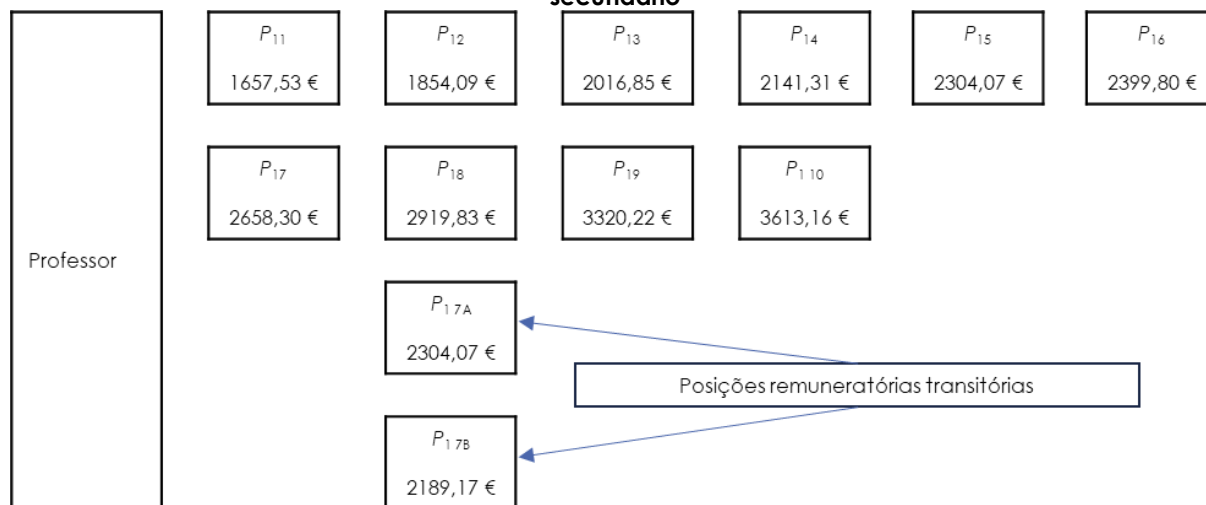 secundário
P11 P12 P13 P14 P15 P16
1657,53 € 1854,09 € 2016,85 € 2141,31 € 2304,07 € 2399,80 €
P17 P18 P19 P1 10
2658,30 € 2919,83 € 3320,22 € 3613,16 €
Professor
P1 7A
2304,07 €
Posições remuneratórias transitórias
P1 7B
2189,17 €